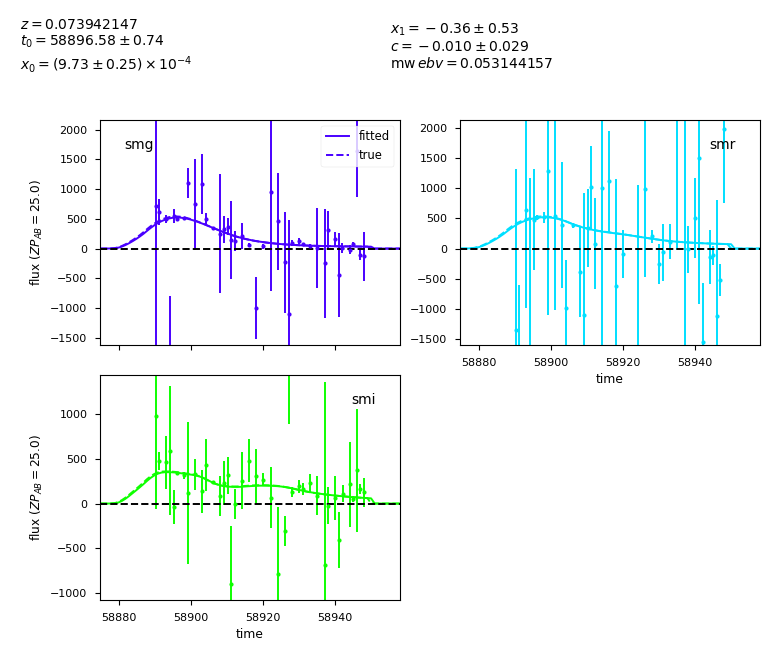 z = 0.073942147
t₀ = 58896.58 ± 0.74
x₀ = (9.73 ± 0.25) × 10⁻⁴
x₁ = −0.36 ± 0.53
c = −0.010 ± 0.029
mw ebv = 0.053144157
smg
fitted
true
2000
1500
1000
500
0
−500
−1000
−1500
flux (ZP_AB = 25.0)
smr
2000
1500
1000
500
0
−500
−1000
−1500
58880 58900 58920 58940
time
smi
1000
500
0
−500
−1000
flux (ZP_AB = 25.0)
58880 58900 58920 58940
time